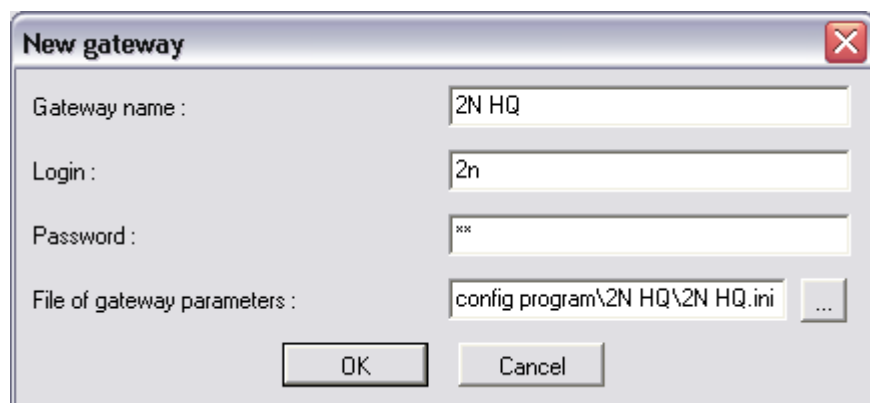 New gateway
Gateway name : 2N HQ
Login : 2n
Password : **
File of gateway parameters : config program\2N HQ\2N HQ.ini ...
OK Cancel